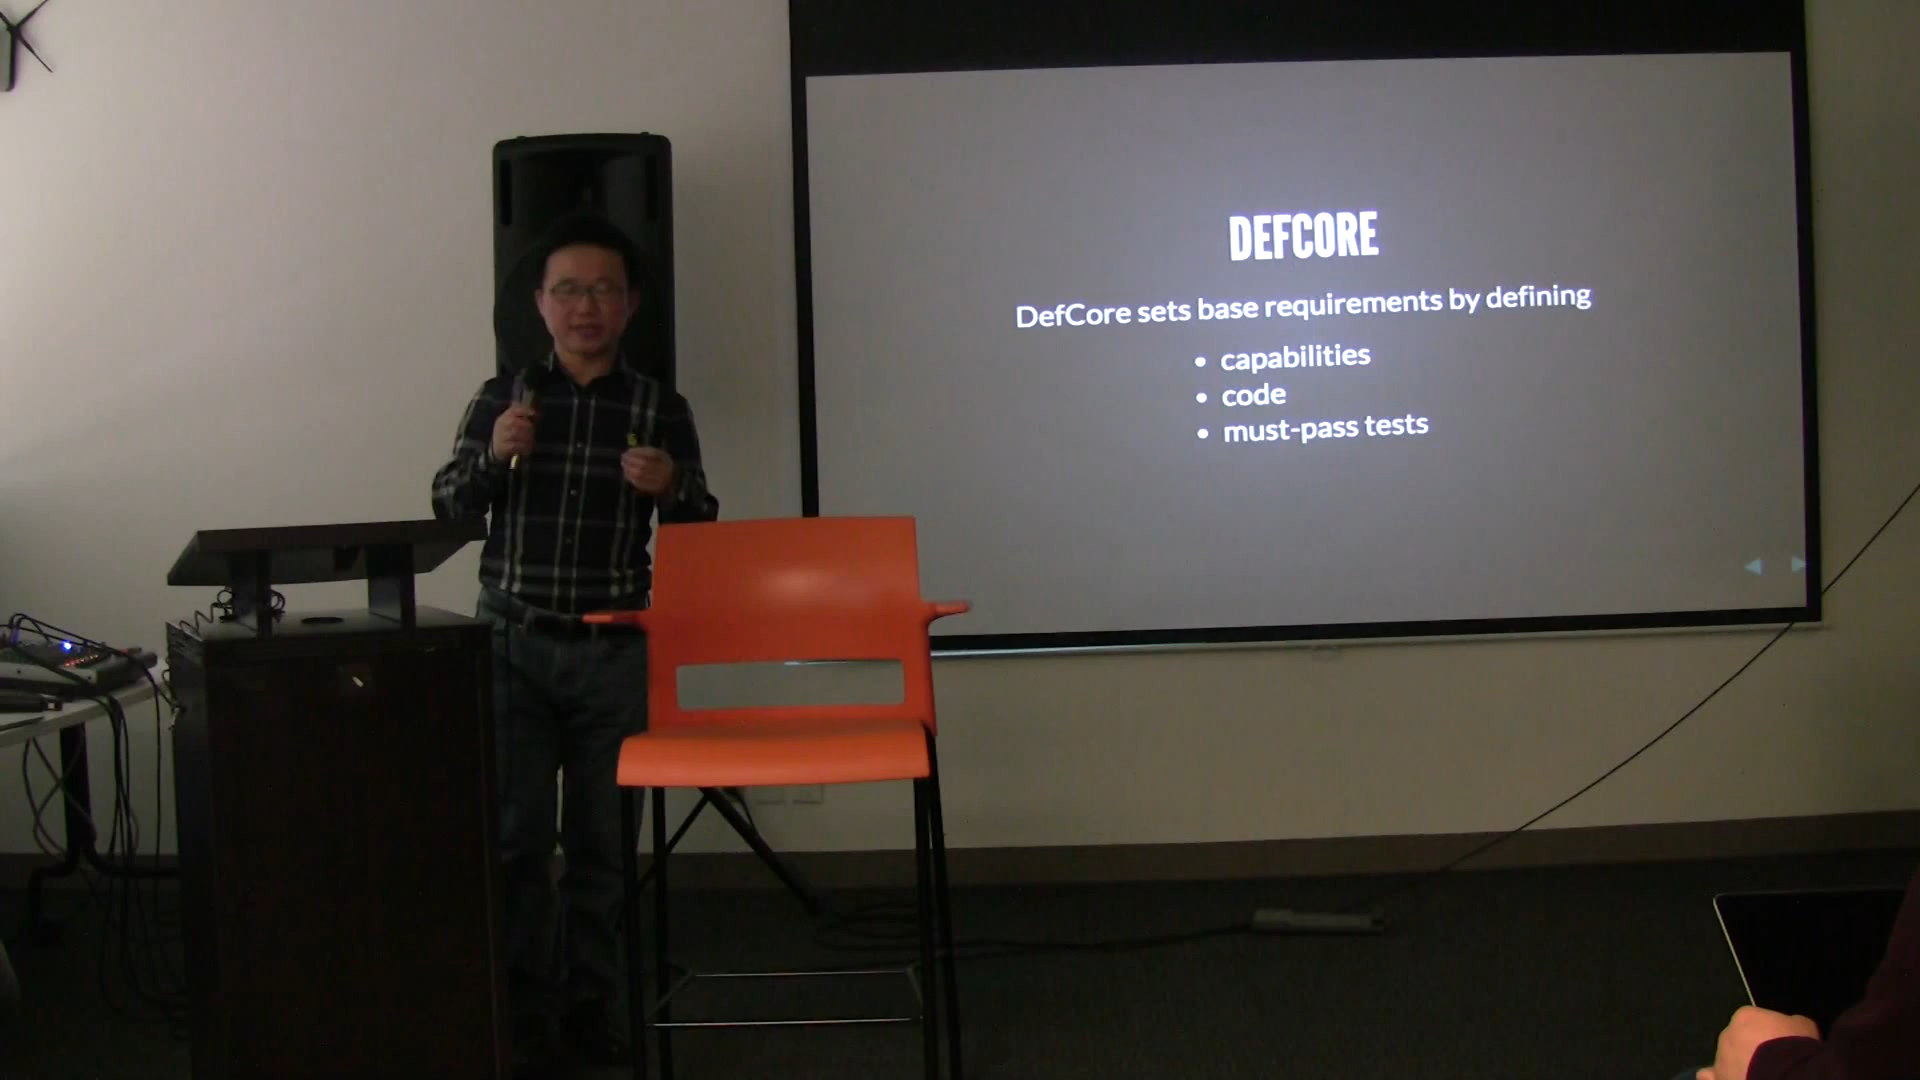 DEFCORE
DefCore sets base requirements by defining
• capabilities
• code
• must-pass tests